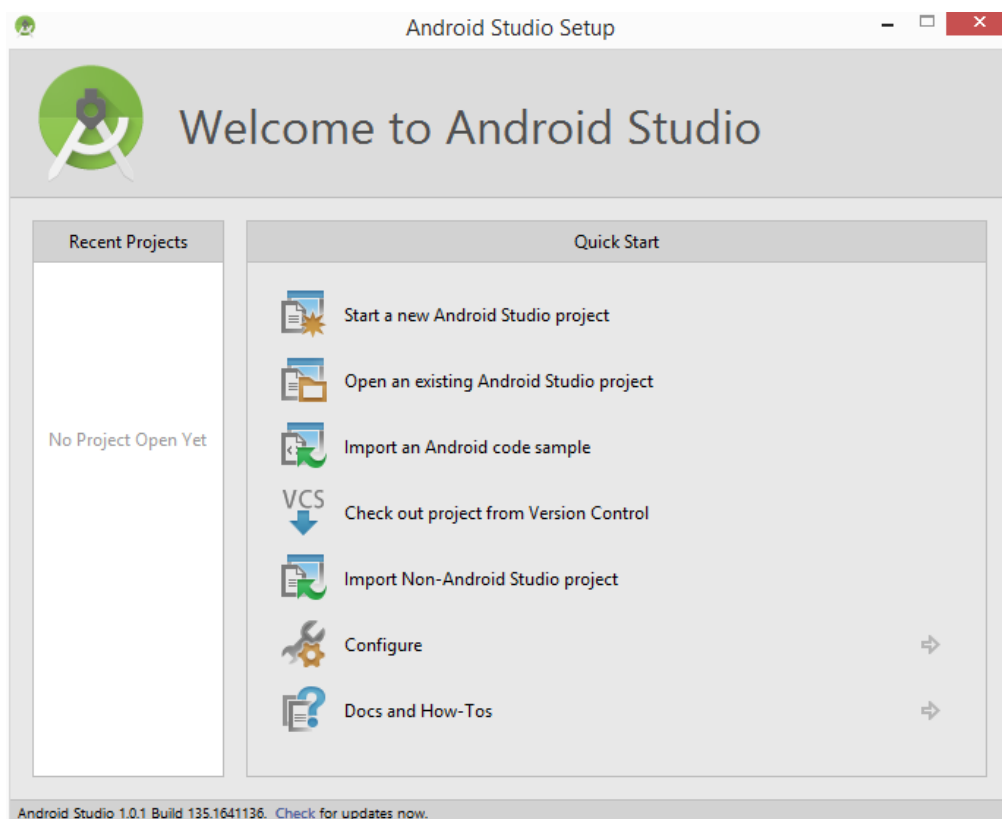 Android Studio Setup
Welcome to Android Studio
Recent Projects
No Project Open Yet
Quick Start
Start a new Android Studio project
Open an existing Android Studio project
Import an Android code sample
VCS
Check out project from Version Control
Import Non-Android Studio project
Configure
Docs and How-Tos
Android Studio 1.0.1 Build 135.1641136. Check for updates now.